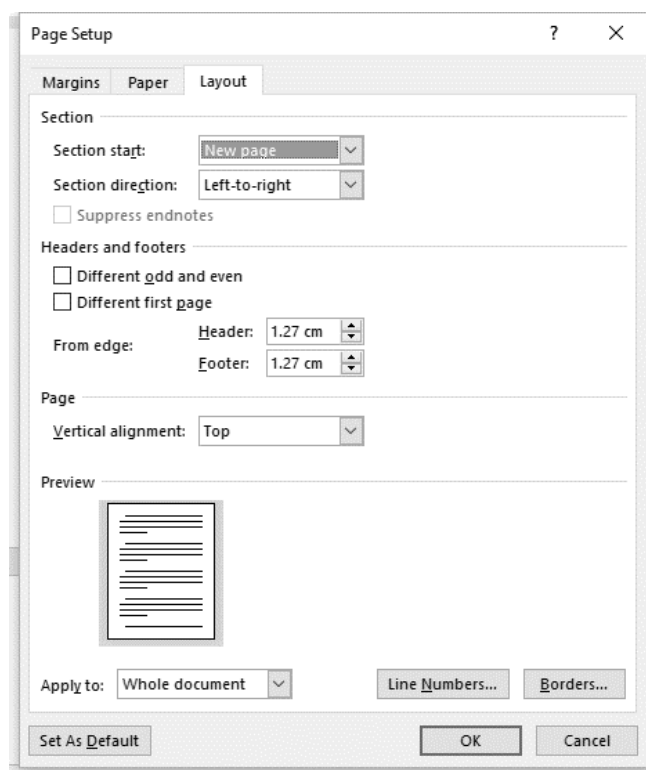 Page Setup ? ×
Margins Paper Layout
Section
Section start: New page
Section direction: Left-to-right
Suppress endnotes
Headers and footers
Different odd and even
Different first page
Header: 1.27 cm
From edge:
Footer: 1.27 cm
Page
Vertical alignment: Top
Preview
Apply to: Whole document Line Numbers... Borders...
Set As Default OK Cancel